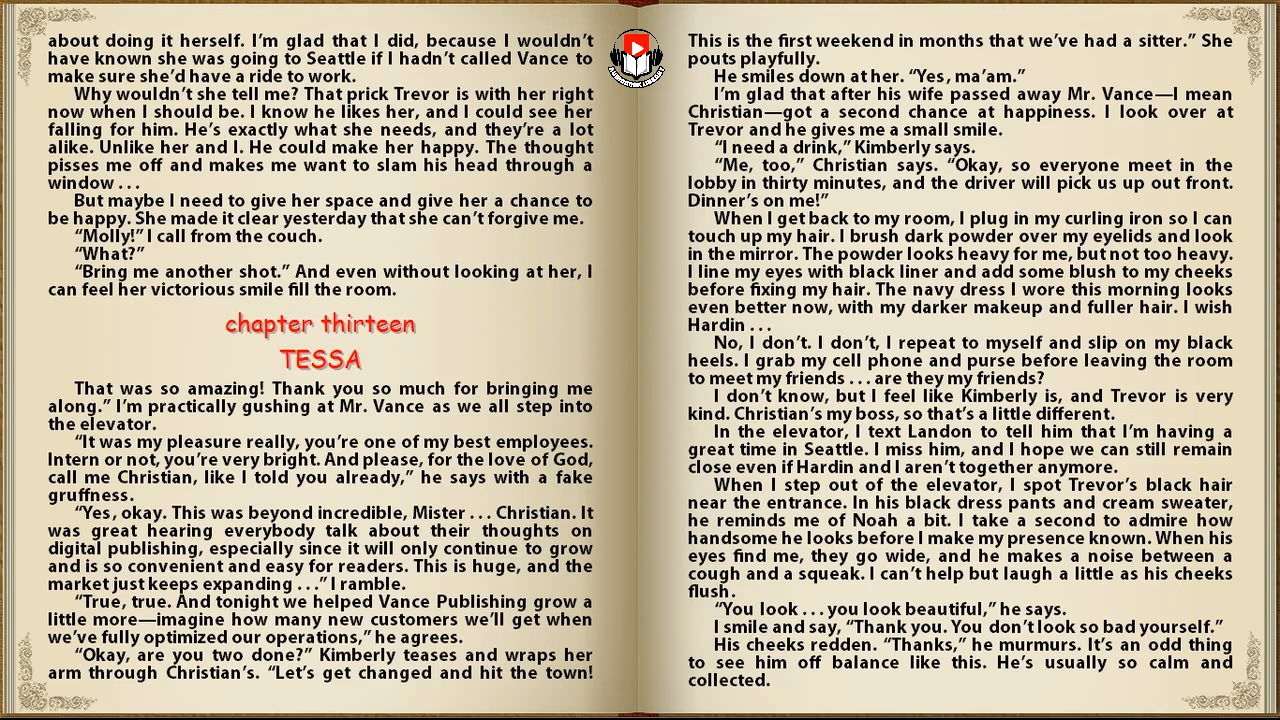 about doing it herself. I’m glad that I did, because I wouldn’t
have known she was going to Seattle if I hadn’t called Vance to
make sure she’d have a ride to work.
Why wouldn’t she tell me? That prick Trevor is with her right
now when I should be. I know he likes her, and I could see her
falling for him. He’s exactly what she needs, and they’re a lot
alike. Unlike her and I. He could make her happy. The thought
pisses me off and makes me want to slam his head through a
window . . .
But maybe I need to give her space and give her a chance to
be happy. She made it clear yesterday that she can’t forgive me.
“Molly!” I call from the couch.
“What?”
“Bring me another shot.” And even without looking at her, I
can feel her victorious smile fill the room.
chapter thirteen
TESSA
That was so amazing! Thank you so much for bringing me
along.” I’m practically gushing at Mr. Vance as we all step into
the elevator.
“It was my pleasure really, you’re one of my best employees.
Intern or not, you’re very bright. And please, for the love of God,
call me Christian, like I told you already,” he says with a fake
gruffness.
“Yes, okay. This was beyond incredible, Mister . . . Christian. It
was great hearing everybody talk about their thoughts on
digital publishing, especially since it will only continue to grow
and is so convenient and easy for readers. This is huge, and the
market just keeps expanding . . .” I ramble.
“True, true. And tonight we helped Vance Publishing grow a
little more—imagine how many new customers we’ll get when
we’ve fully optimized our operations,” he agrees.
“Okay, are you two done?” Kimberly teases and wraps her
arm through Christian’s. “Let’s get changed and hit the town!
This is the first weekend in months that we’ve had a sitter.” She
pouts playfully.
He smiles down at her. “Yes, ma’am.”
I’m glad that after his wife passed away Mr. Vance—I mean
Christian—got a second chance at happiness. I look over at
Trevor and he gives me a small smile.
“I need a drink,” Kimberly says.
“Me, too,” Christian says. “Okay, so everyone meet in the
lobby in thirty minutes, and the driver will pick us up out front.
Dinner’s on me!”
When I get back to my room, I plug in my curling iron so I can
touch up my hair. I brush dark powder over my eyelids and look
in the mirror. The powder looks heavy for me, but not too heavy.
I line my eyes with black liner and add some blush to my cheeks
before fixing my hair. The navy dress I wore this morning looks
even better now, with my darker makeup and fuller hair. I wish
Hardin . . .
No, I don’t. I don’t, I repeat to myself and slip on my black
heels. I grab my cell phone and purse before leaving the room
to meet my friends . . . are they my friends?
I don’t know, but I feel like Kimberly is, and Trevor is very
kind. Christian’s my boss, so that’s a little different.
In the elevator, I text Landon to tell him that I’m having a
great time in Seattle. I miss him, and I hope we can still remain
close even if Hardin and I aren’t together anymore.
When I step out of the elevator, I spot Trevor’s black hair
near the entrance. In his black dress pants and cream sweater,
he reminds me of Noah a bit. I take a second to admire how
handsome he looks before I make my presence known. When his
eyes find me, they go wide, and he makes a noise between a
cough and a squeak. I can’t help but laugh a little as his cheeks
flush.
“You look . . . you look beautiful,” he says.
I smile and say, “Thank you. You don’t look so bad yourself.”
His cheeks redden. “Thanks,” he murmurs. It’s an odd thing
to see him off balance like this. He’s usually so calm and
collected.